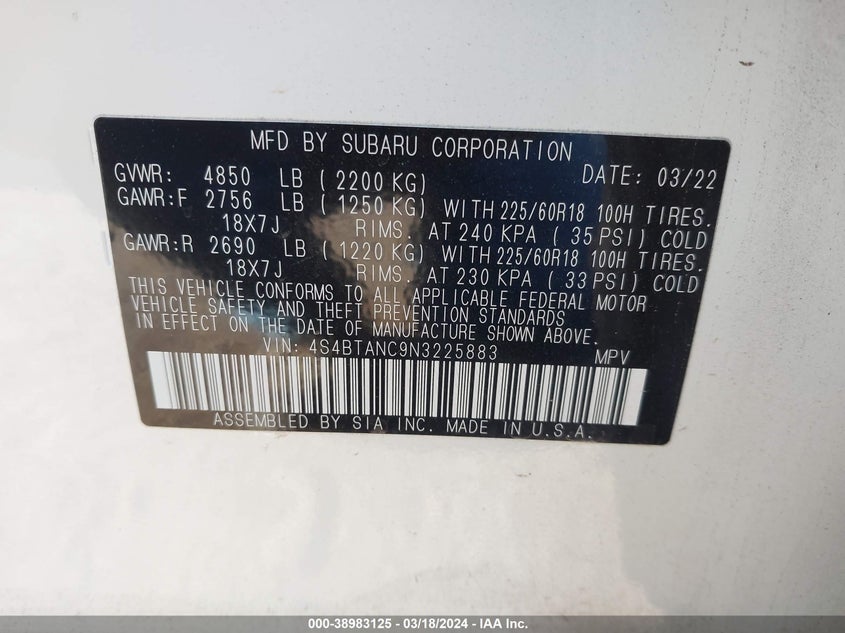 MFD BY SUBARU CORPORATION
GVWR: 4850 LB ( 2200 KG) DATE: 03/22
GAWR:F 2756 LB ( 1250 KG) WITH 225/60R18 100H TIRES.
18X7J RIMS. AT 240 KPA ( 35 PSI) COLD
GAWR:R 2690 LB ( 1220 KG) WITH 225/60R18 100H TIRES.
18X7J RIMS. AT 230 KPA ( 33 PSI) COLD
THIS VEHICLE CONFORMS TO ALL APPLICABLE FEDERAL MOTOR
VEHICLE SAFETY AND THEFT PREVENTION STANDARDS
IN EFFECT ON THE DATE OF MANUFACTURE SHOWN ABOVE.
VIN: 4S4BTANC9N3225883 MPV
ASSEMBLED BY SIA INC. MADE IN U.S.A.
000-38983125 - 03/18/2024 - IAA Inc.